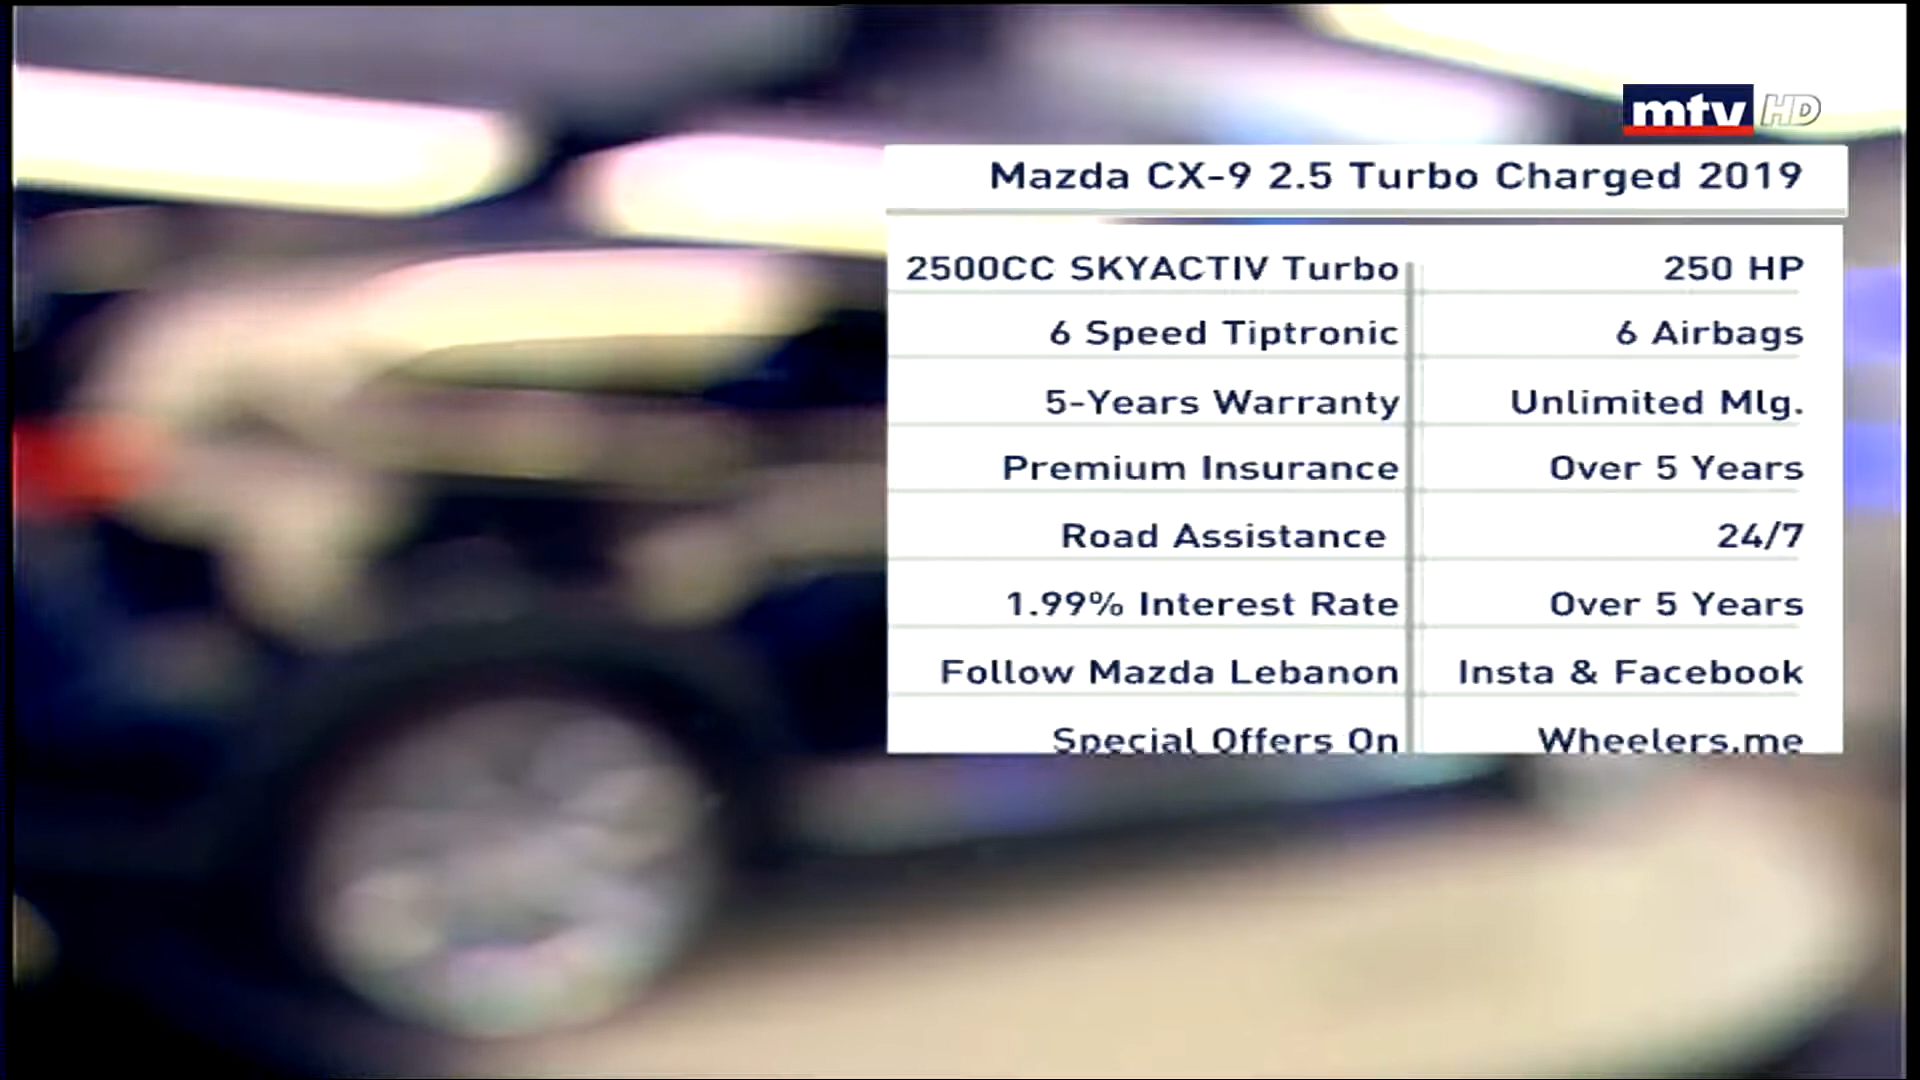 mtv HD
Mazda CX-9 2.5 Turbo Charged 2019
2500CC SKYACTIV Turbo 250 HP
6 Speed Tiptronic 6 Airbags
5-Years Warranty Unlimited Mlg.
Premium Insurance Over 5 Years
Road Assistance 24/7
1.99% Interest Rate Over 5 Years
Follow Mazda Lebanon Insta & Facebook
Special Offers On Wheelers.me